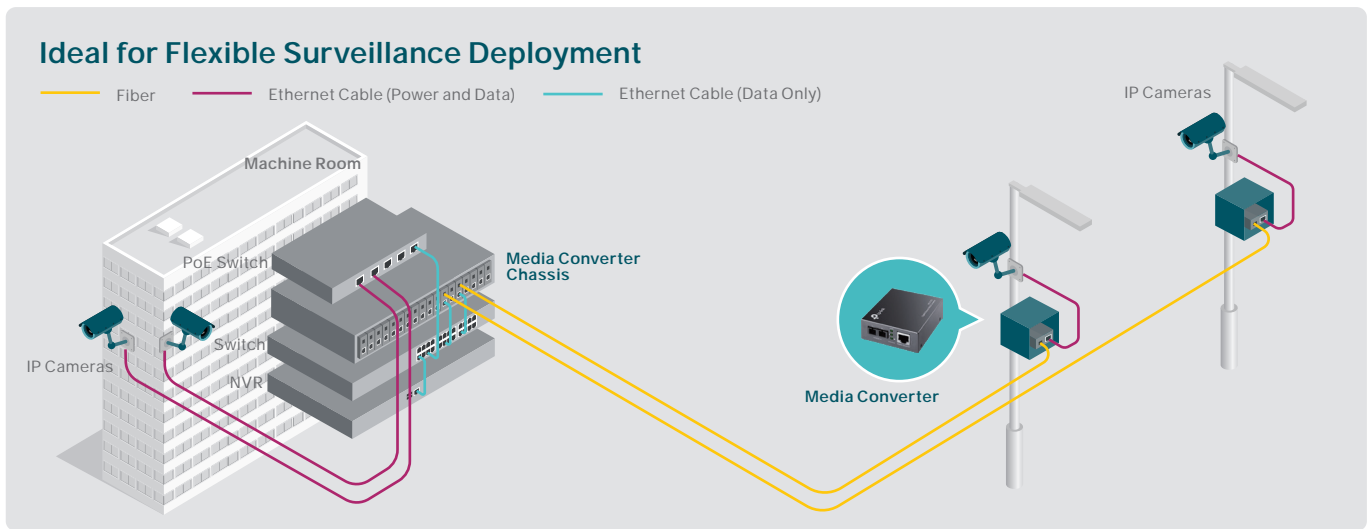 Ideal for Flexible Surveillance Deployment
Fiber
Ethernet Cable (Power and Data)
Ethernet Cable (Data Only)
IP Cameras
Machine Room
PoE Switch
Media Converter
Chassis
Switch
IP Cameras
NVR
Media Converter